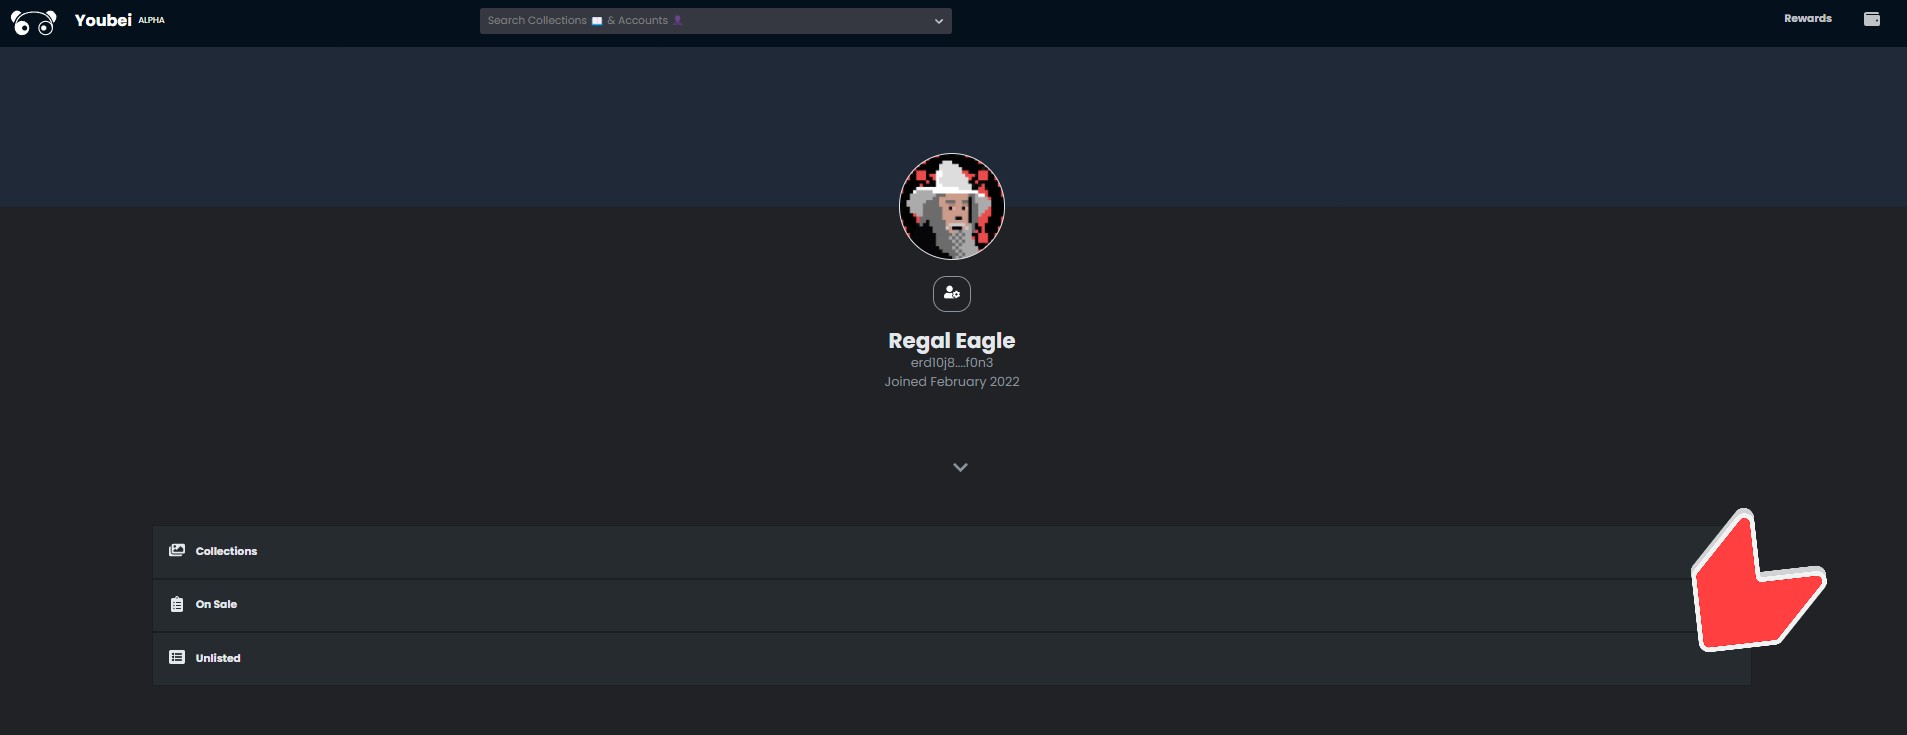 Youbei ALPHA
Search Collections 📖 & Accounts 👤
Rewards
Regal Eagle
erd10j8....f0n3
Joined February 2022
Collections
On Sale
Unlisted